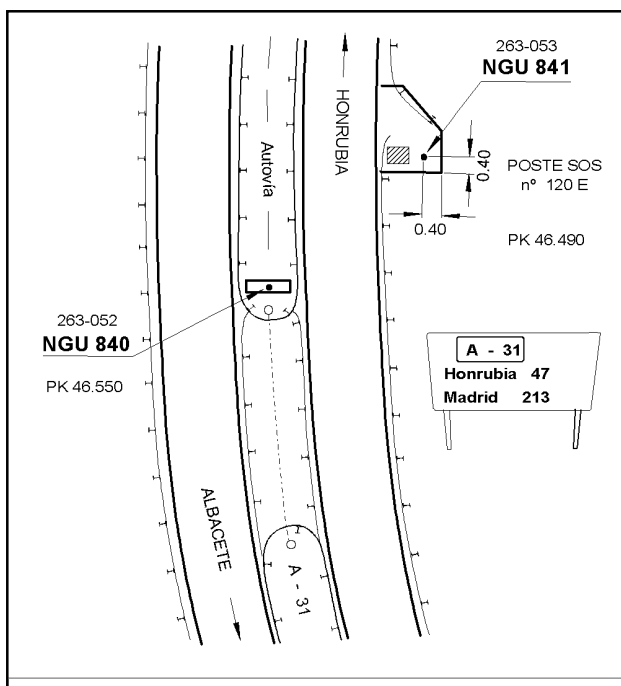 263-053
NGU 841
HONRUBIA
Autovía
0.40
POSTE SOS
nº 120 E
0.40
PK 46.490
263-052
NGU 840
PK 46.550
A - 31
Honrubia 47
Madrid 213
ALBACETE
A - 31